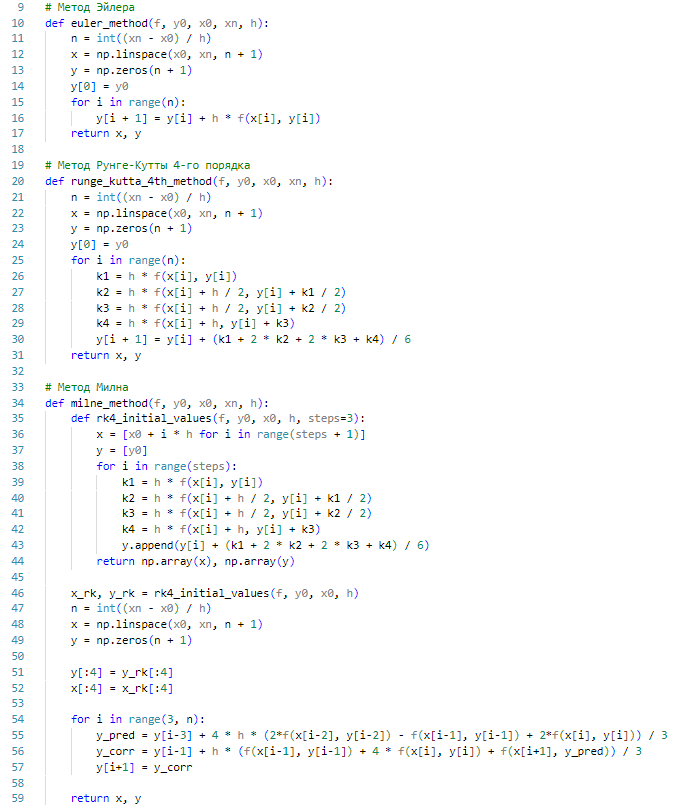 9 # Метод Эйлера
10 def euler_method(f, y0, x0, xn, h):
11     n = int((xn - x0) / h)
12     x = np.linspace(x0, xn, n + 1)
13     y = np.zeros(n + 1)
14     y[0] = y0
15     for i in range(n):
16         y[i + 1] = y[i] + h * f(x[i], y[i])
17     return x, y
18
19 # Метод Рунге-Кутты 4-го порядка
20 def runge_kutta_4th_method(f, y0, x0, xn, h):
21     n = int((xn - x0) / h)
22     x = np.linspace(x0, xn, n + 1)
23     y = np.zeros(n + 1)
24     y[0] = y0
25     for i in range(n):
26         k1 = h * f(x[i], y[i])
27         k2 = h * f(x[i] + h / 2, y[i] + k1 / 2)
28         k3 = h * f(x[i] + h / 2, y[i] + k2 / 2)
29         k4 = h * f(x[i] + h, y[i] + k3)
30         y[i + 1] = y[i] + (k1 + 2 * k2 + 2 * k3 + k4) / 6
31     return x, y
32
33 # Метод Милна
34 def milne_method(f, y0, x0, xn, h):
35     def rk4_initial_values(f, y0, x0, h, steps=3):
36         x = [x0 + i * h for i in range(steps + 1)]
37         y = [y0]
38         for i in range(steps):
39             k1 = h * f(x[i], y[i])
40             k2 = h * f(x[i] + h / 2, y[i] + k1 / 2)
41             k3 = h * f(x[i] + h / 2, y[i] + k2 / 2)
42             k4 = h * f(x[i] + h, y[i] + k3)
43             y.append(y[i] + (k1 + 2 * k2 + 2 * k3 + k4) / 6)
44         return np.array(x), np.array(y)
45
46     x_rk, y_rk = rk4_initial_values(f, y0, x0, h)
47     n = int((xn - x0) / h)
48     x = np.linspace(x0, xn, n + 1)
49     y = np.zeros(n + 1)
50
51     y[:4] = y_rk[:4]
52     x[:4] = x_rk[:4]
53
54     for i in range(3, n):
55         y_pred = y[i-3] + 4 * h * (2*f(x[i-2], y[i-2]) - f(x[i-1], y[i-1]) + 2*f(x[i], y[i])) / 3
56         y_corr = y[i-1] + h * (f(x[i-1], y[i-1]) + 4 * f(x[i], y[i]) + f(x[i+1], y_pred)) / 3
57         y[i+1] = y_corr
58
59     return x, y